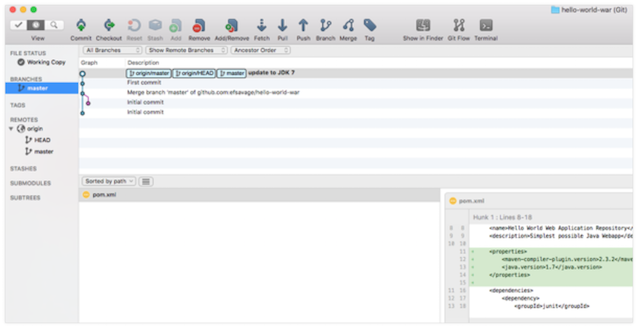 hello-world-war (Git)
View
Commit Checkout Reset Stash Add Remove Add/Remove Fetch Pull Push Branch Merge Tag Show in Finder Git Flow Terminal
All Branches Show Remote Branches Ancestor Order
FILE STATUS
Working Copy
BRANCHES
master
TAGS
REMOTES
origin
HEAD
master
STASHES
SUBMODULES
SUBTREES
Graph Description
origin/master origin/HEAD master update to JDK 7
First commit
Merge branch 'master' of github.com:efsavage/hello-world-war
Initial commit
Initial commit
Sorted by path
pom.xml
pom.xml
Hunk 1 : Lines 8-18
8 8 <name>Hello World Web Application Repository</
9 9 <description>Simplest possible Java Webapp</de
10 10
11 + <properties>
12 + <maven-compiler-plugin.version>2.3.2</mave
13 + <java.version>1.7</java.version>
14 + </properties>
15 +
11 16 <dependencies>
12 17 <dependency>
13 18 <groupId>junit</groupId>